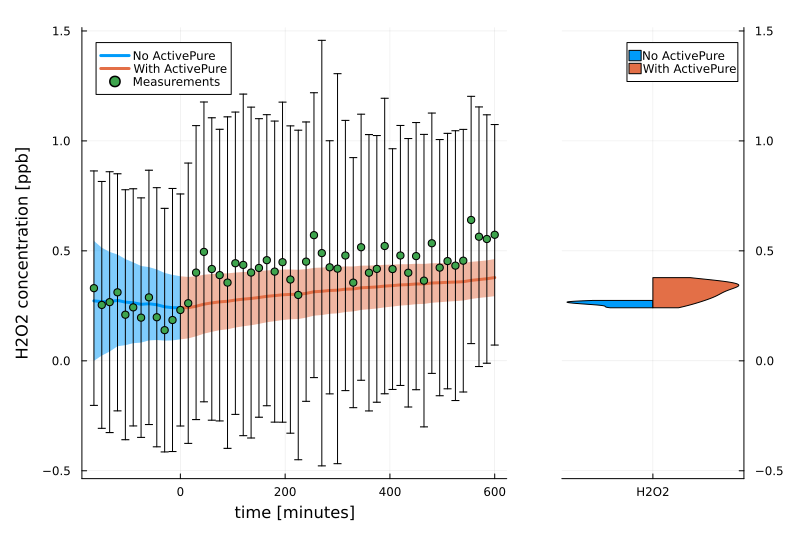 1.5
1.0
0.5
0.0
−0.5
H2O2 concentration [ppb]
No ActivePure
With ActivePure
Measurements
0
200
400
600
time [minutes]
No ActivePure
With ActivePure
1.5
1.0
0.5
0.0
−0.5
H2O2